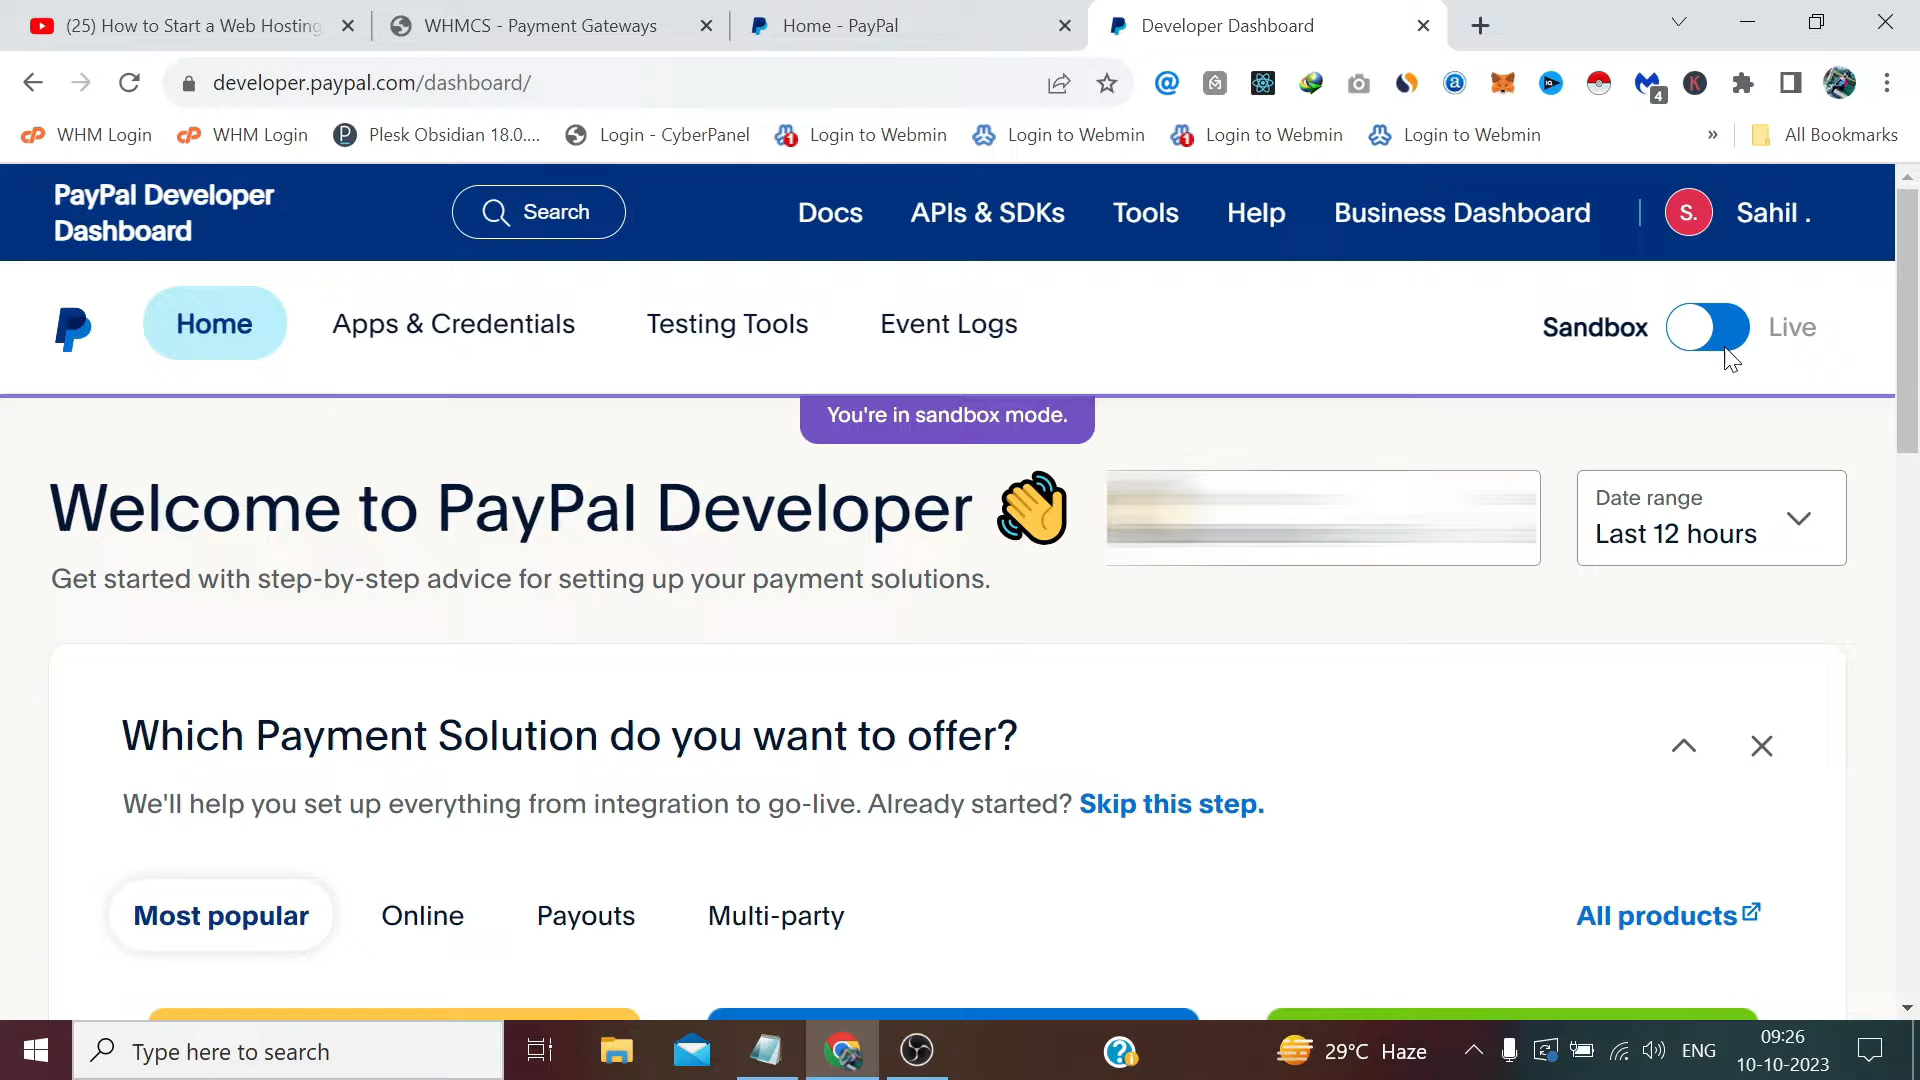 (25) How to Start a Web Hosting
WHMCS - Payment Gateways
Home - PayPal
Developer Dashboard
developer.paypal.com/dashboard/
4
WHM Login
WHM Login
Plesk Obsidian 18.0....
Login - CyberPanel
Login to Webmin
Login to Webmin
Login to Webmin
Login to Webmin
»
All Bookmarks
PayPal Developer
Dashboard
Search
Docs
APIs & SDKs
Tools
Help
Business Dashboard
S.
Sahil .
Home
Apps & Credentials
Testing Tools
Event Logs
Sandbox
Live
You're in sandbox mode.
Welcome to PayPal Developer 👋
Date range
Last 12 hours
Get started with step-by-step advice for setting up your payment solutions.
Which Payment Solution do you want to offer?
We'll help you set up everything from integration to go-live. Already started? Skip this step.
Most popular
Online
Payouts
Multi-party
All products
Type here to search
29°C Haze
ENG
09:26
10-10-2023